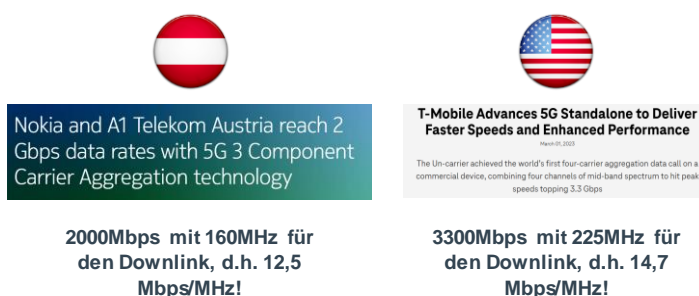 Nokia and A1 Telekom Austria reach 2
Gbps data rates with 5G 3 Component
Carrier Aggregation technology
2000Mbps mit 160MHz für
den Downlink, d.h. 12,5
Mbps/MHz!
T-Mobile Advances 5G Standalone to Deliver
Faster Speeds and Enhanced Performance
March 01, 2023
The Un-carrier achieved the world's first four-carrier aggregation data call on a
commercial device, combining four channels of mid-band spectrum to hit peak
speeds topping 3.3 Gbps
3300Mbps mit 225MHz für
den Downlink, d.h. 14,7
Mbps/MHz!